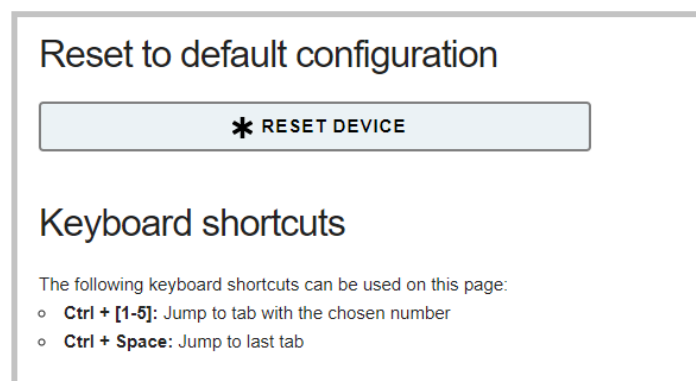 Reset to default configuration
RESET DEVICE
Keyboard shortcuts
The following keyboard shortcuts can be used on this page:
Ctrl + [1-5]: Jump to tab with the chosen number
Ctrl + Space: Jump to last tab